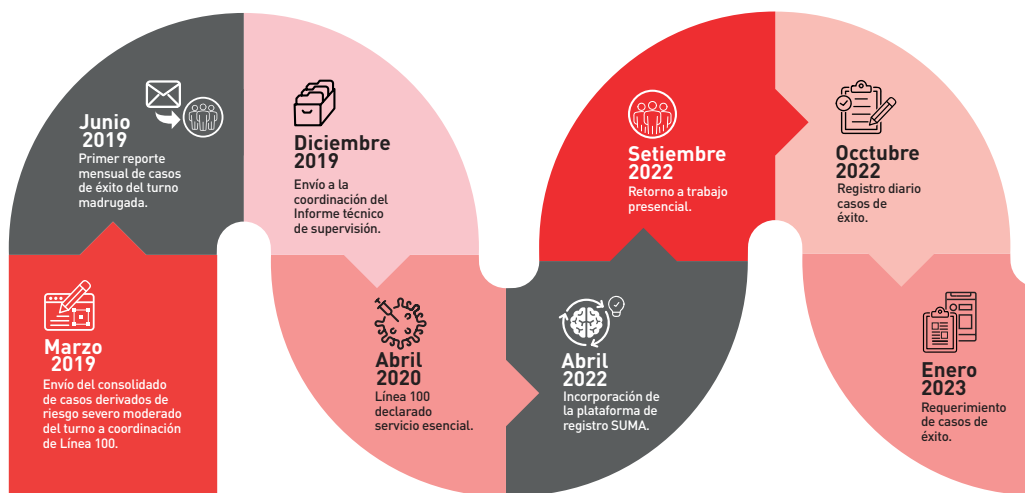 Marzo
2019
Envío del consolidado
de casos derivados de
riesgo severo moderado
del turno a coordinación
de Línea 100.
Junio
2019
Primer reporte
mensual de casos
de éxito del turno
madrugada.
Diciembre
2019
Envío a la
coordinación del
Informe técnico
de supervisión.
Abril
2020
Línea 100
declarado
servicio esencial.
Abril
2022
Incorporación de
la plataforma de
registro SUMA.
Setiembre
2022
Retorno a trabajo
presencial.
Occtubre
2022
Registro diario
casos de
éxito.
Enero
2023
Requerimiento
de casos de
éxito.